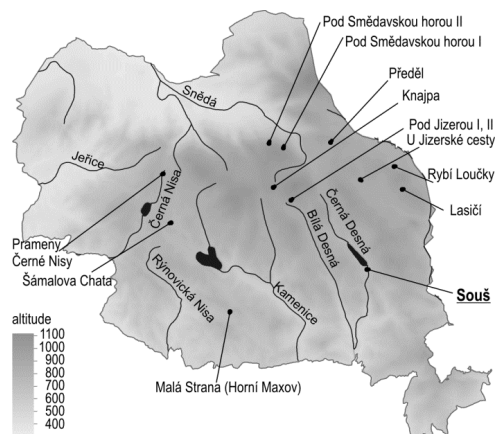 Pod Smědavskou horou II
Pod Smědavskou horou I
Předěl
Knajpa
Pod Jizerou I, II
U Jizerské cesty
Rybí Loučky
Lasičí
Souš
Snědá
Jeřice
Černá Nisa
Prameny
Černé Nisy
Šámalova Chata
Rýnovická Nisa
Kamenice
Bílá Desná
Černá Desná
Malá Strana (Horní Maxov)
altitude
1100
1000
900
800
700
600
500
400